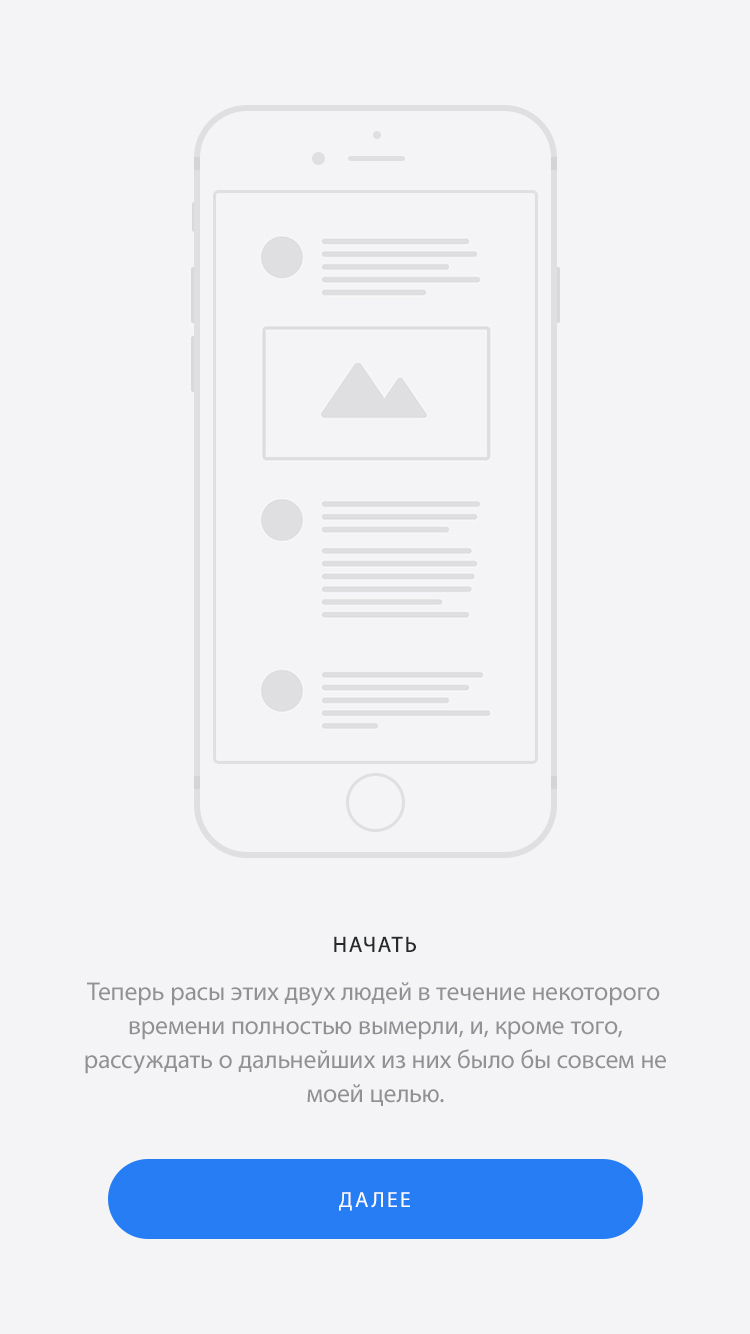 НАЧАТЬ
Теперь расы этих двух людей в течение некоторого
времени полностью вымерли, и, кроме того,
рассуждать о дальнейших из них было бы совсем не
моей целью.
ДАЛЕЕ